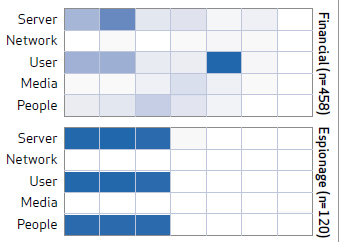 Server
Network
User
Media
People
Financial (n=458)
Server
Network
User
Media
People
Espionage (n=120)